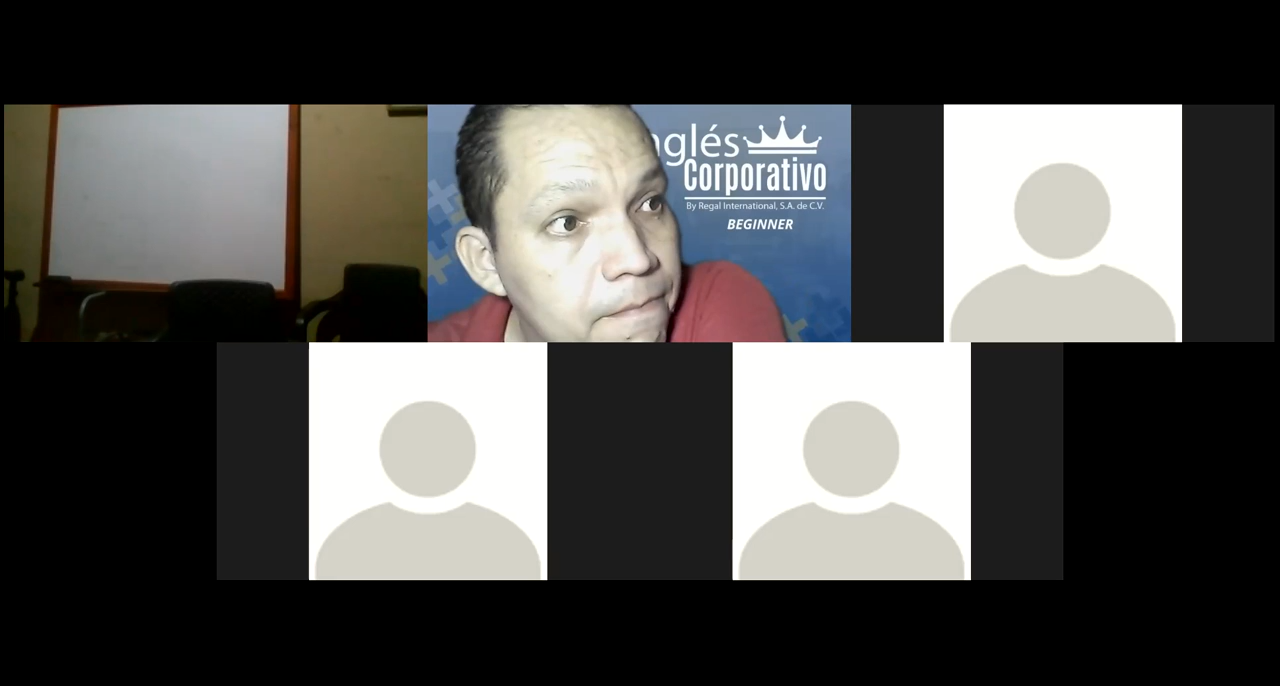 nglés
Corporativo
By Regal International, S.A. de C.V.
BEGINNER